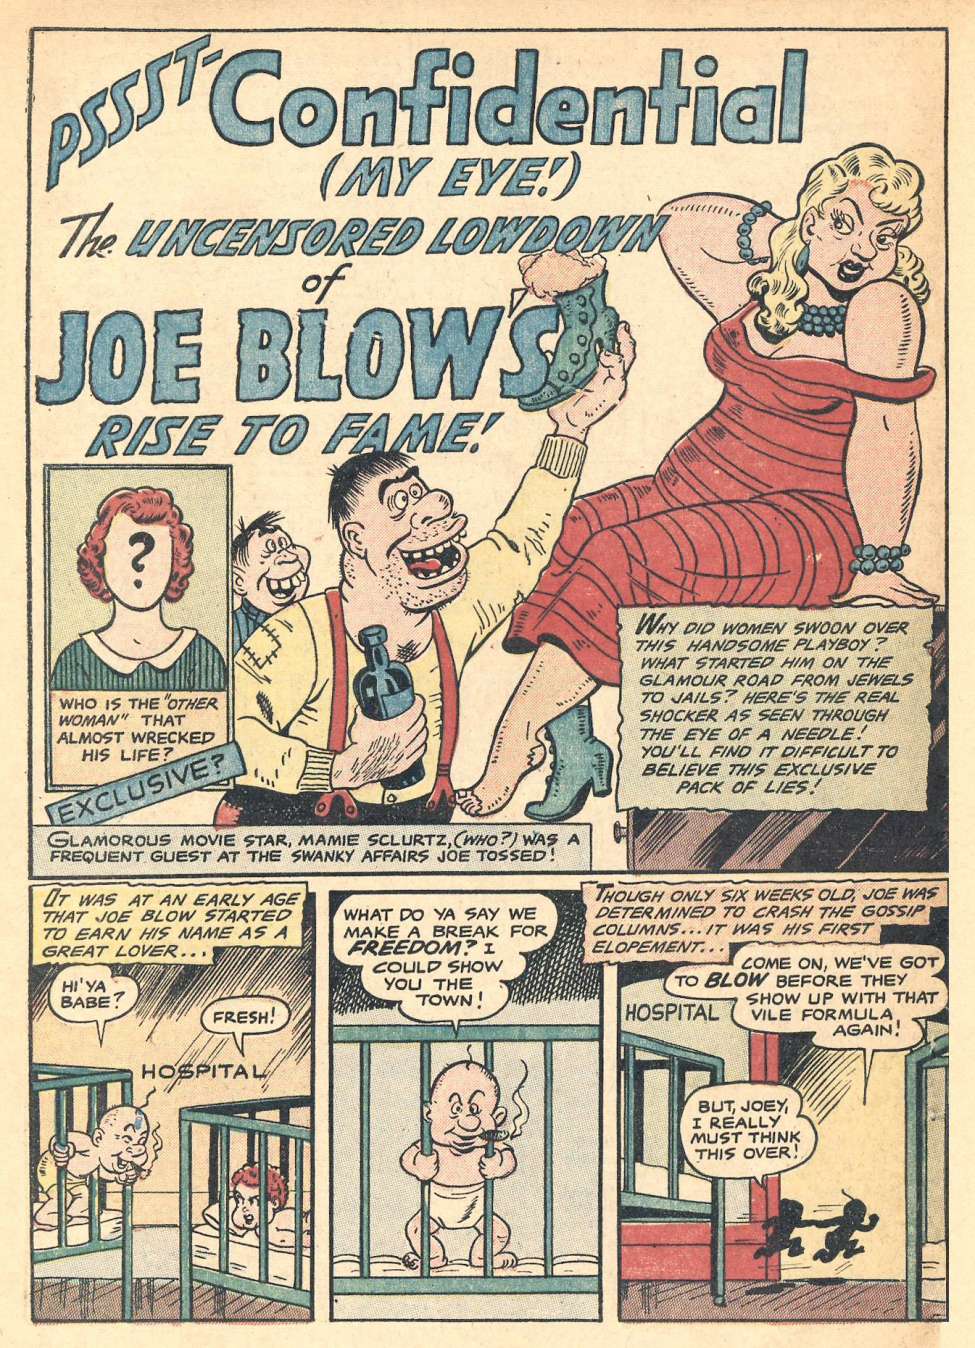 PSSST-Confidential
(MY EYE!)
The UNCENSORED LOWDOWN
of
JOE BLOW'S
RISE TO FAME!
?
WHO IS THE "OTHER
WOMAN" THAT
ALMOST WRECKED
HIS LIFE?
EXCLUSIVE?
WHY DID WOMEN SWOON OVER
THIS HANDSOME PLAYBOY?
WHAT STARTED HIM ON THE
GLAMOUR ROAD FROM JEWELS
TO JAILS? HERE'S THE REAL
SHOCKER AS SEEN THROUGH
THE EYE OF A NEEDLE!
YOU'LL FIND IT DIFFICULT TO
BELIEVE THIS EXCLUSIVE
PACK OF LIES!
GLAMOROUS MOVIE STAR, MAMIE SCLURTZ, (WHO?) WAS A
FREQUENT GUEST AT THE SWANKY AFFAIRS JOE TOSSED!
IT WAS AT AN EARLY AGE
THAT JOE BLOW STARTED
TO EARN HIS NAME AS A
GREAT LOVER...
HI'YA
BABE?
FRESH!
HOSPITAL
WHAT DO YA SAY WE
MAKE A BREAK FOR
FREEDOM? I
COULD SHOW
YOU THE
TOWN!
THOUGH ONLY SIX WEEKS OLD, JOE WAS
DETERMINED TO CRASH THE GOSSIP
COLUMNS... IT WAS HIS FIRST
ELOPEMENT...
COME ON, WE'VE GOT
TO BLOW BEFORE THEY
SHOW UP WITH THAT
VILE FORMULA
AGAIN!
HOSPITAL
BUT, JOEY,
I REALLY
MUST THINK
THIS OVER!